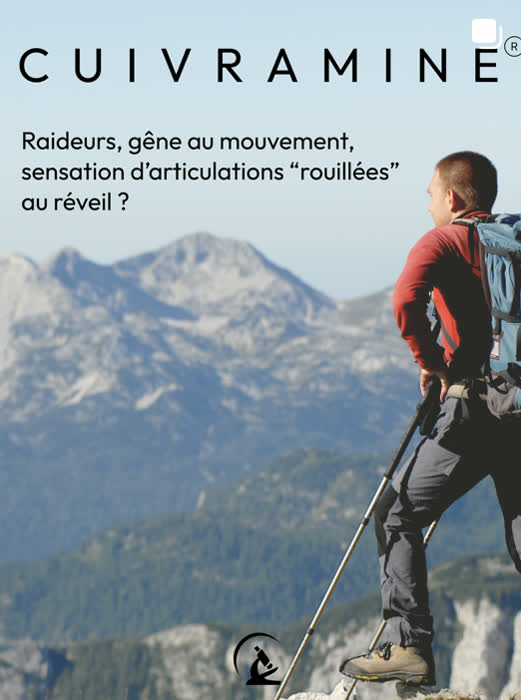 CUIVRAMINE®
Raideurs, gêne au mouvement,
sensation d’articulations “rouillées”
au réveil ?